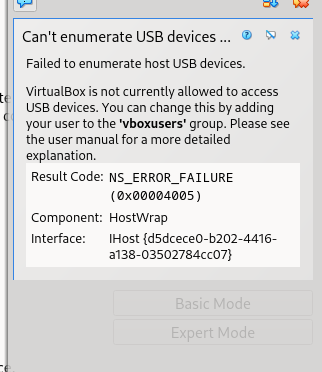 Can't enumerate USB devices ...
Failed to enumerate host USB devices.
VirtualBox is not currently allowed to access
USB devices. You can change this by adding
your user to the 'vboxusers' group. Please see
the user manual for a more detailed
explanation.
Result Code: NS_ERROR_FAILURE
(0x00004005)
Component: HostWrap
Interface: IHost {d5dcece0-b202-4416-
a138-03502784cc07}
Basic Mode
Expert Mode